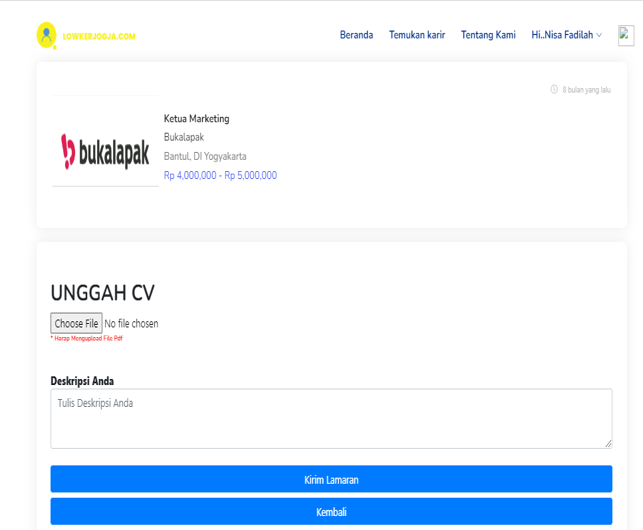 LOWKERJOGJA.COM
Beranda Temukan karir Tentang Kami Hi..Nisa Fadilah
8 bulan yang lalu
Ketua Marketing
bukalapak
Bukalapak
Bantul, DI Yogyakarta
Rp 4,000,000 - Rp 5,000,000
UNGGAH CV
Choose File No file chosen
* Harap Mengupload File Pdf
Deskripsi Anda
Tulis Deskripsi Anda
Kirim Lamaran
Kembali